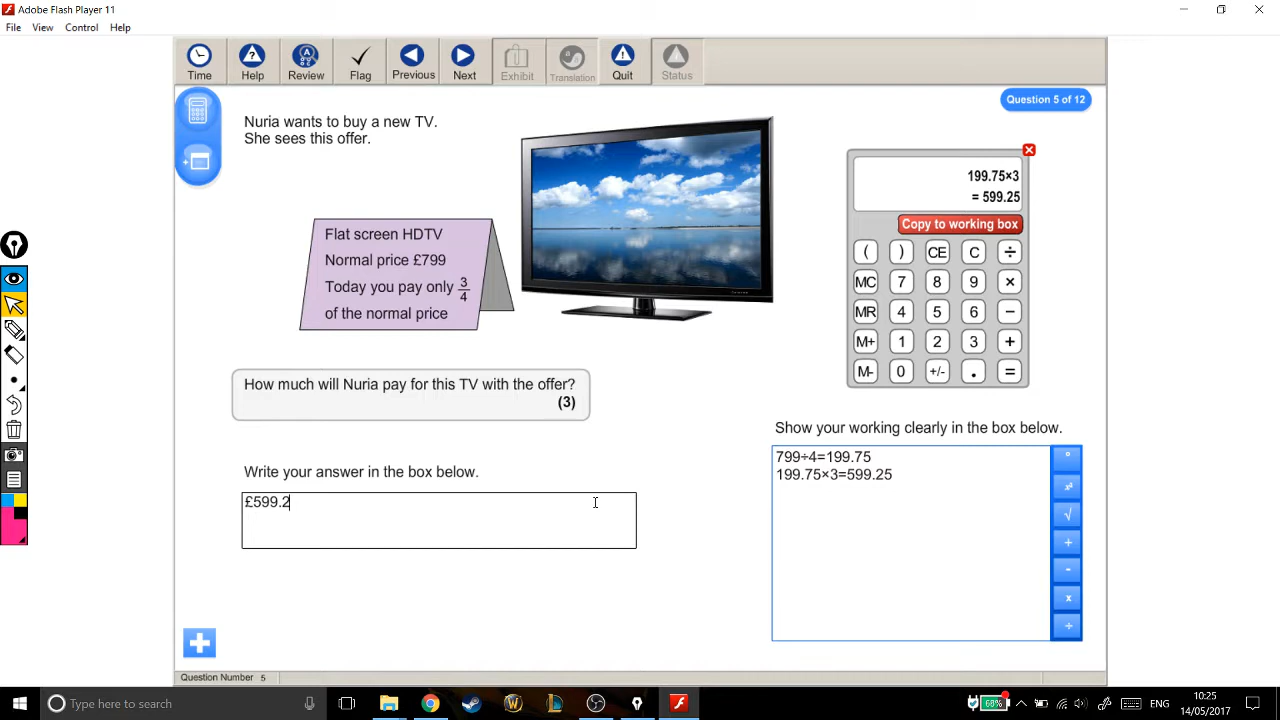 Adobe Flash Player 11
File View Control Help
Time Help Review Flag Previous Next Exhibit Translation Quit Status
Question 5 of 12
Nuria wants to buy a new TV.
She sees this offer.
Flat screen HDTV
Normal price £799
Today you pay only 3/4
of the normal price
199.75×3
= 599.25
Copy to working box
( ) CE C ÷
MC 7 8 9 ×
MR 4 5 6 −
M+ 1 2 3 +
M- 0 +/- . =
How much will Nuria pay for this TV with the offer?
(3)
Show your working clearly in the box below.
799÷4=199.75
199.75×3=599.25
°
x²
√
+
-
x
÷
Write your answer in the box below.
£599.2
Question Number 5
Type here to search
68%
ENG
10:25
14/05/2017